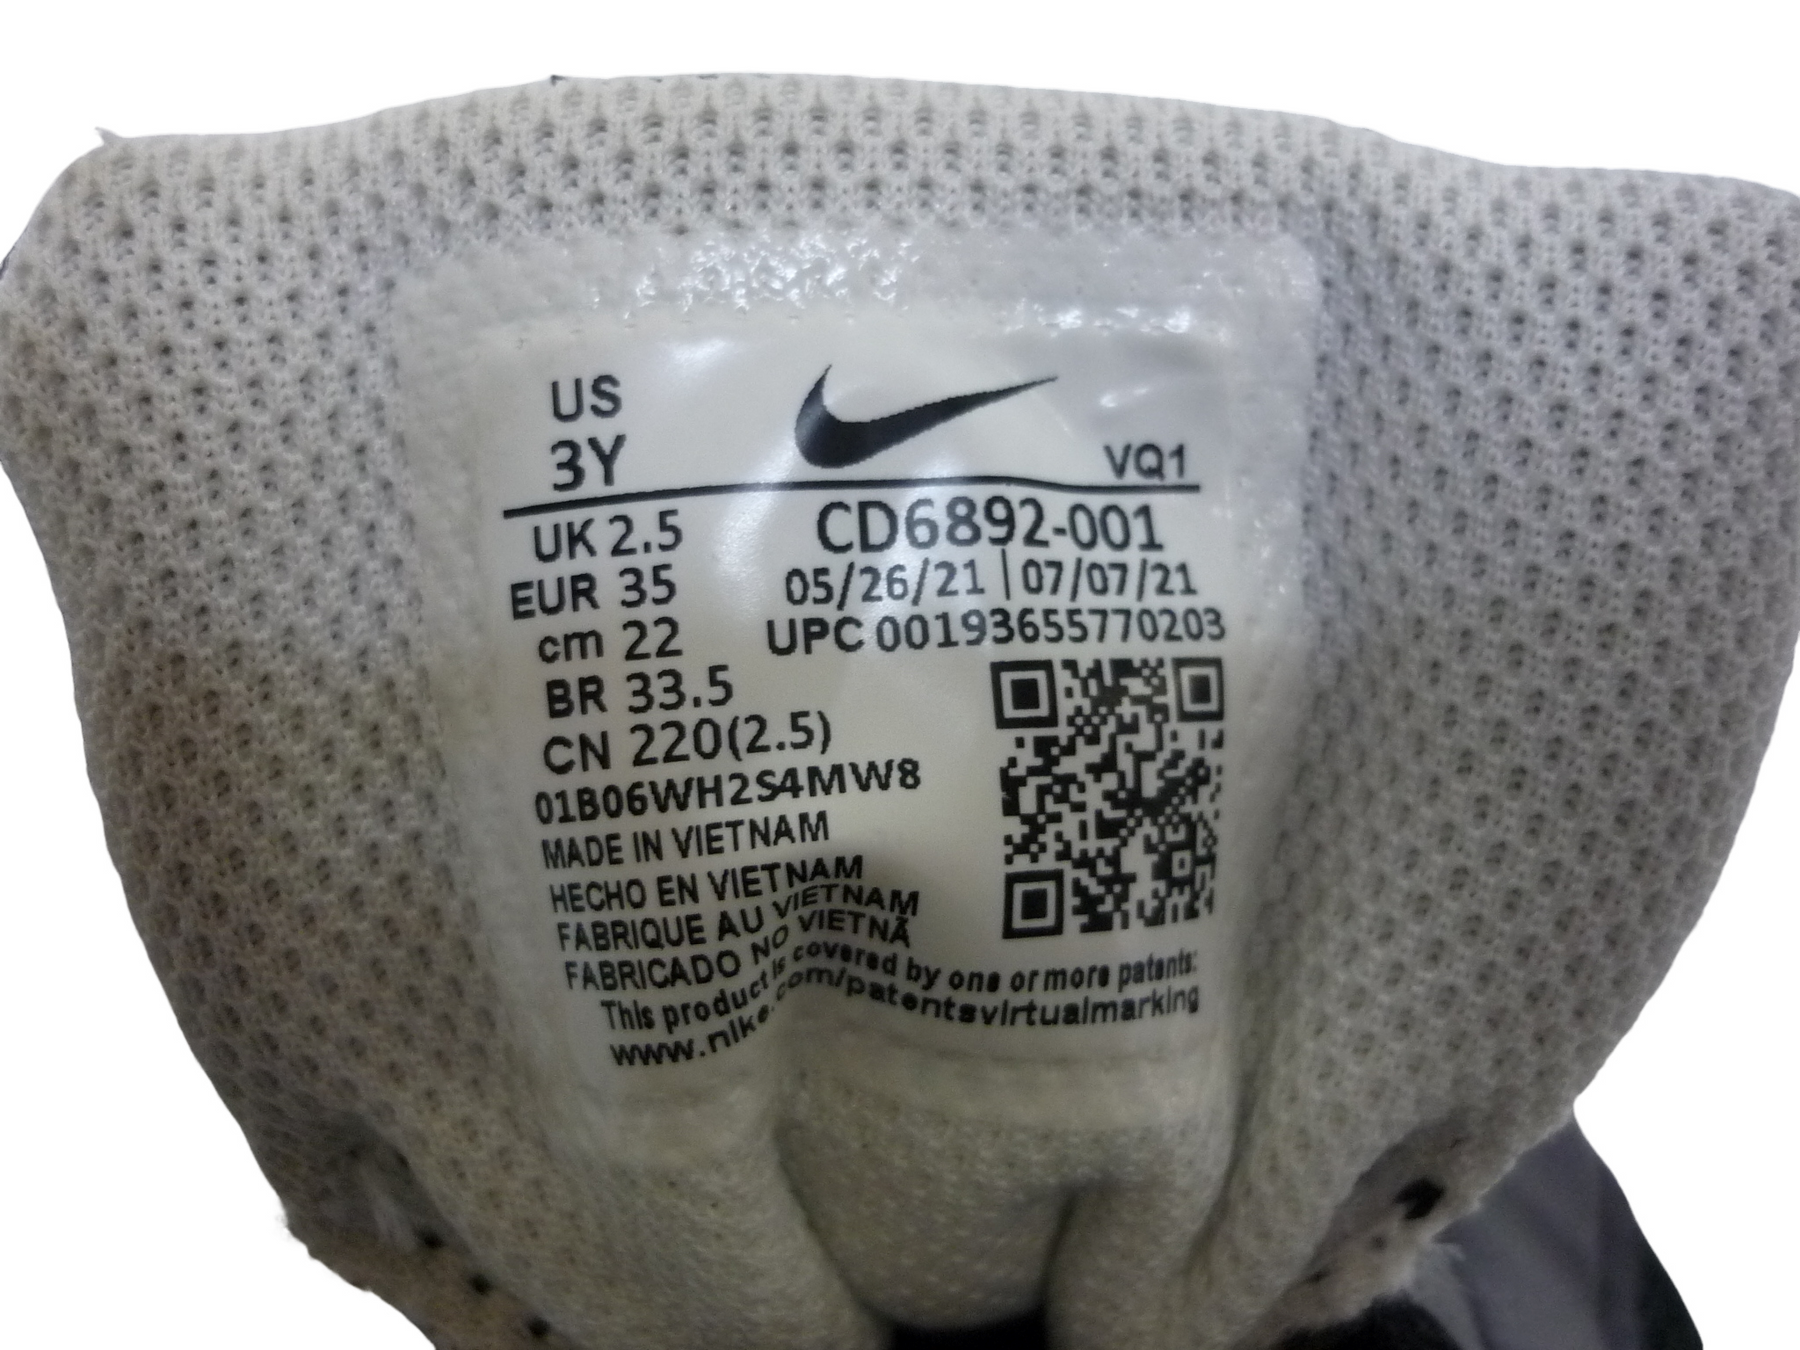 US
3Y
VQ1
UK 2.5
CD6892-001
EUR 35
05/26/21 | 07/07/21
cm 22
UPC 00193655770203
BR 33.5
CN 220(2.5)
01B06WH2S4MW8
MADE IN VIETNAM
HECHO EN VIETNAM
FABRIQUE AU VIETNAM
FABRICADO NO VIETNÃ
This product is covered by one or more patents:
www.nike.com/patentsvirtualmarking